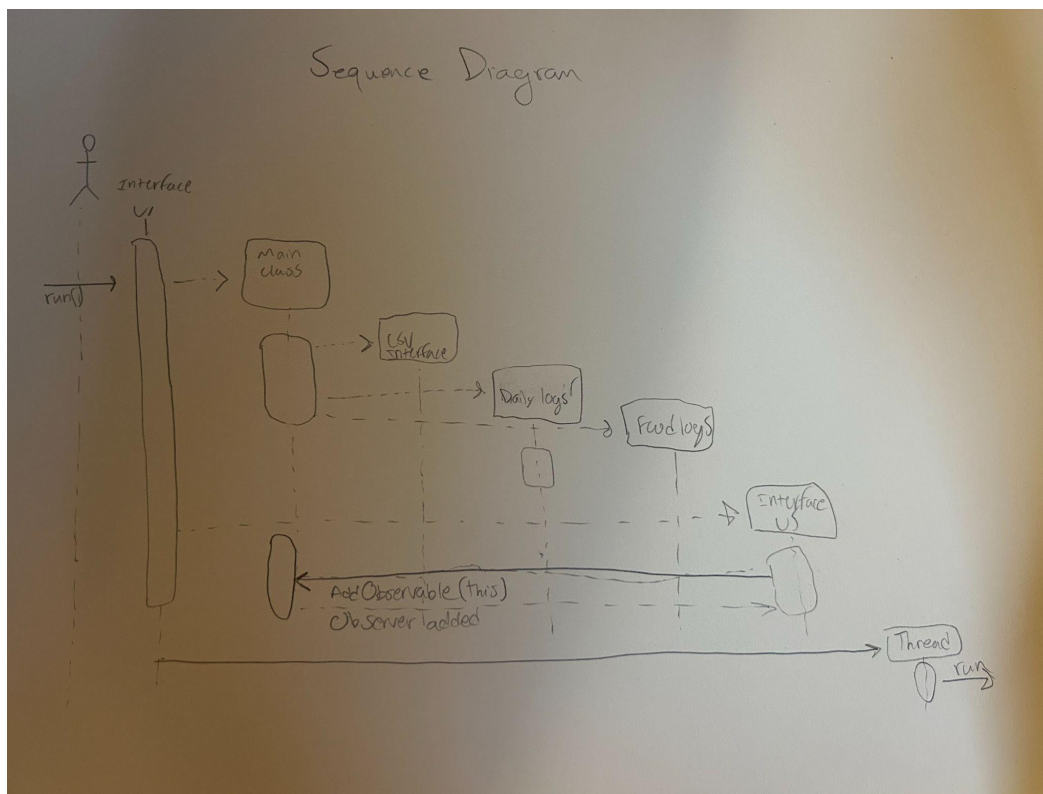 Sequence Diagram
Interface
UI
run()
Main
class
CSV
Interface
Daily logs
Food logs
Interface
AddObservable(this)
Observer added
Thread
run